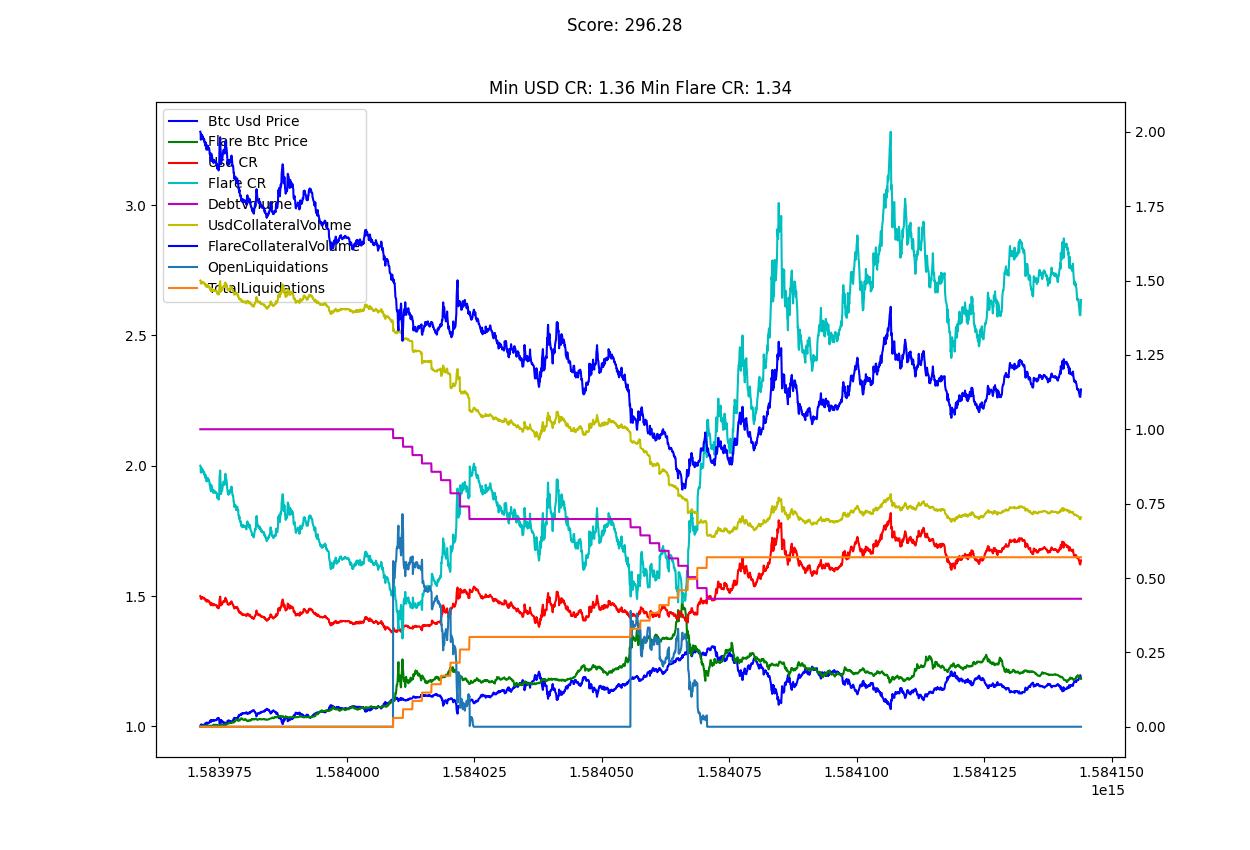 Score: 296.28
Min USD CR: 1.36 Min Flare CR: 1.34
Btc Usd Price
Flare Btc Price
Usd CR
Flare CR
DebtVolume
UsdCollateralVolume
FlareCollateralVolume
OpenLiquidations
TotalLiquidations
3.0
2.5
2.0
1.5
1.0
2.00
1.75
1.50
1.25
1.00
0.75
0.50
0.25
0.00
1.583975 1.584000 1.584025 1.584050 1.584075 1.584100 1.584125 1.584150
1e15